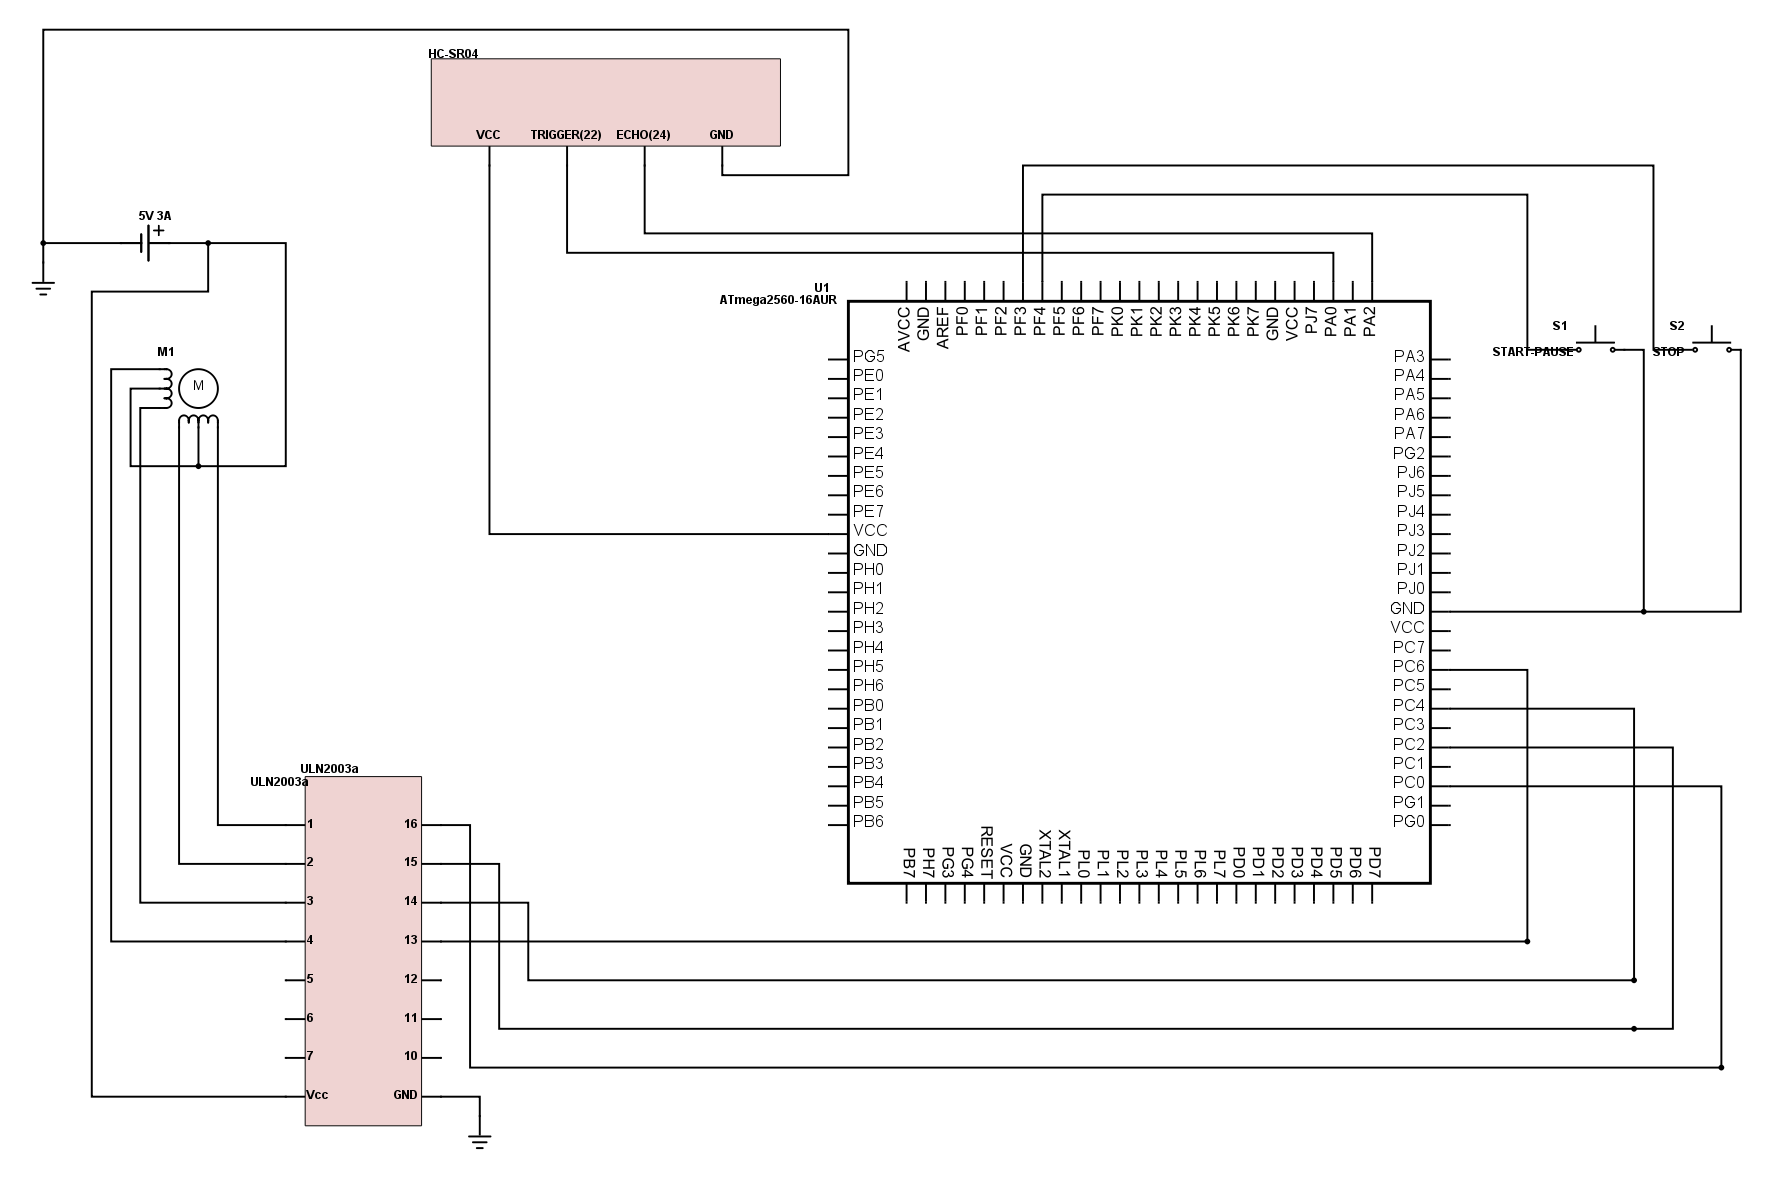 HC-SR04
VCC TRIGGER(22) ECHO(24) GND
5V 3A
+
M1
M
U1
ATmega2560-16AUR
AVCC
GND
AREF
PF0
PF1
PF2
PF3
PF4
PF5
PF6
PF7
PK0
PK1
PK2
PK3
PK4
PK5
PK6
PK7
GND
VCC
PJ7
PA0
PA1
PA2
PG5
PE0
PE1
PE2
PE3
PE4
PE5
PE6
PE7
VCC
GND
PH0
PH1
PH2
PH3
PH4
PH5
PH6
PB0
PB1
PB2
PB3
PB4
PB5
PB6
PA3
PA4
PA5
PA6
PA7
PG2
PJ6
PJ5
PJ4
PJ3
PJ2
PJ1
PJ0
GND
VCC
PC7
PC6
PC5
PC4
PC3
PC2
PC1
PC0
PG1
PG0
PB7
PH7
PG3
PG4
RESET
VCC
GND
XTAL2
XTAL1
PL0
PL1
PL2
PL3
PL4
PL5
PL6
PL7
PD0
PD1
PD2
PD3
PD4
PD5
PD6
PD7
S1
START-PAUSE
S2
STOP
ULN2003a
ULN2003a
1 16
2 15
3 14
4 13
5 12
6 11
7 10
Vcc GND